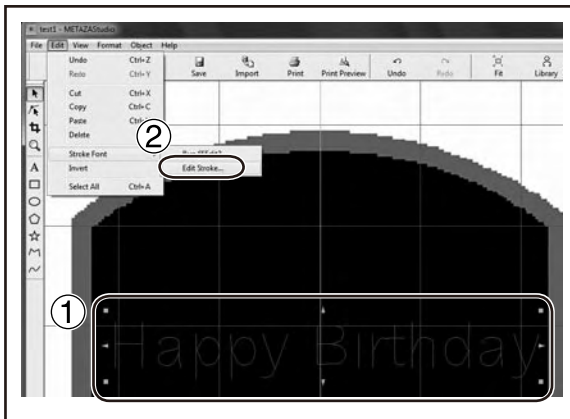 test1 - METAZAStudio
File Edit View Format Object Help
Save Import Print Print Preview Undo Redo Fit Library
Undo Ctrl+Z
Redo Ctrl+Y
Cut Ctrl+X
Copy Ctrl+C
Paste
Delete
Stroke Font
Edit Stroke...
Invert
Select All Ctrl+A
A
②
①
Happy Birthday